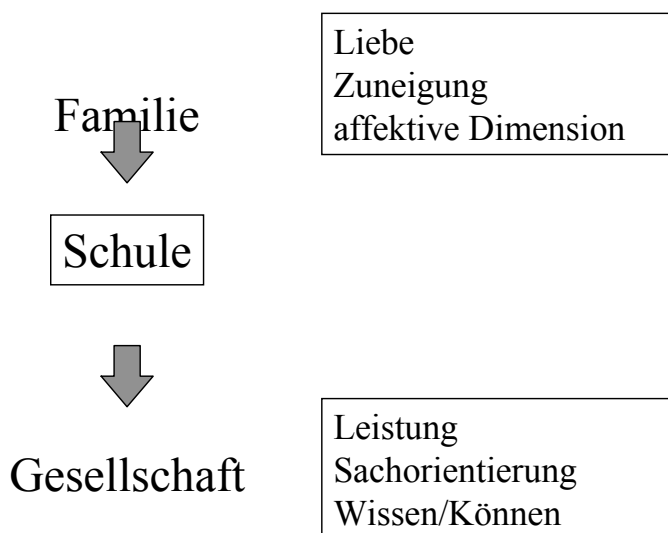 Liebe
Zuneigung
affektive Dimension
Familie
Schule
Gesellschaft
Leistung
Sachorientierung
Wissen/Können